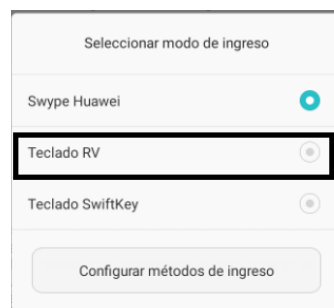 Seleccionar modo de ingreso
Swype Huawei
Teclado RV
Teclado SwiftKey
Configurar métodos de ingreso